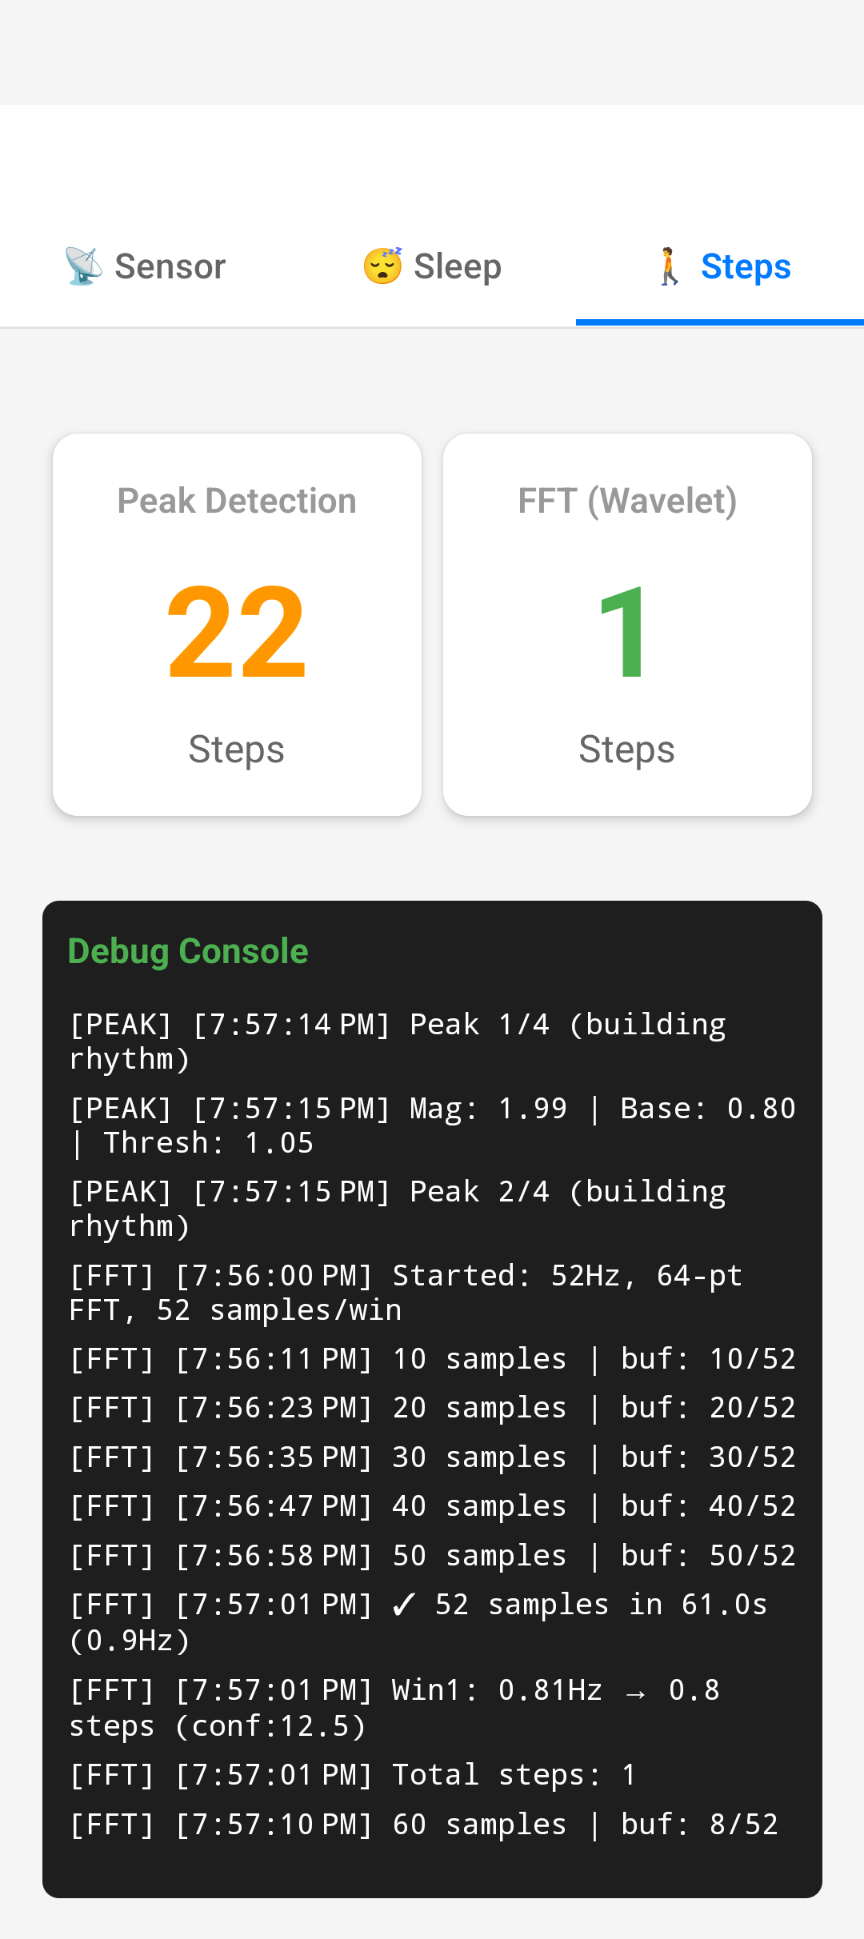 📡 Sensor
😴 Sleep
🚶 Steps
Peak Detection
22
Steps
FFT (Wavelet)
1
Steps
Debug Console
[PEAK] [7:57:14 PM] Peak 1/4 (building
rhythm)
[PEAK] [7:57:15 PM] Mag: 1.99 | Base: 0.80
| Thresh: 1.05
[PEAK] [7:57:15 PM] Peak 2/4 (building
rhythm)
[FFT] [7:56:00 PM] Started: 52Hz, 64-pt
FFT, 52 samples/win
[FFT] [7:56:11 PM] 10 samples | buf: 10/52
[FFT] [7:56:23 PM] 20 samples | buf: 20/52
[FFT] [7:56:35 PM] 30 samples | buf: 30/52
[FFT] [7:56:47 PM] 40 samples | buf: 40/52
[FFT] [7:56:58 PM] 50 samples | buf: 50/52
[FFT] [7:57:01 PM] ✓ 52 samples in 61.0s
(0.9Hz)
[FFT] [7:57:01 PM] Win1: 0.81Hz → 0.8
steps (conf:12.5)
[FFT] [7:57:01 PM] Total steps: 1
[FFT] [7:57:10 PM] 60 samples | buf: 8/52